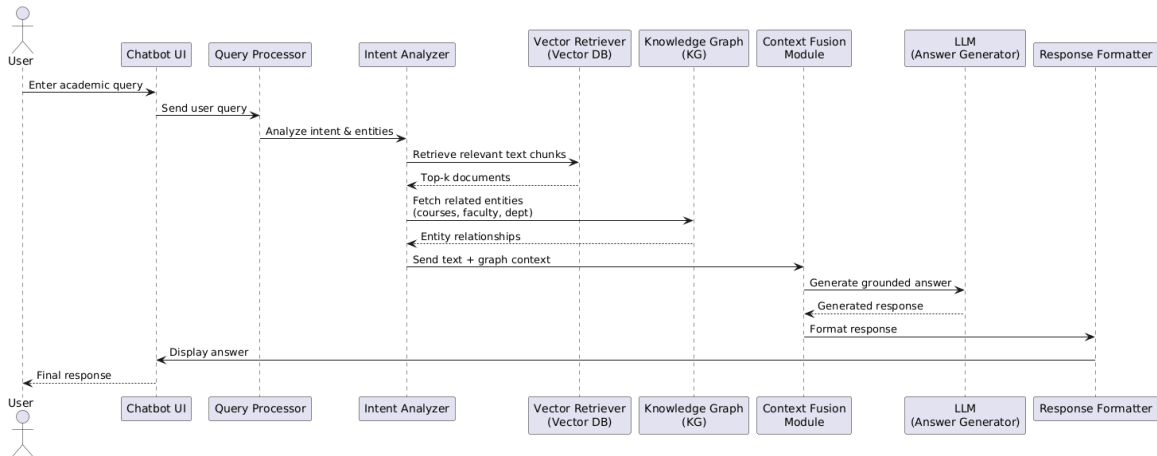 User
Chatbot UI
Query Processor
Intent Analyzer
Vector Retriever
(Vector DB)
Knowledge Graph
(KG)
Context Fusion
Module
LLM
(Answer Generator)
Response Formatter
Enter academic query
Send user query
Analyze intent & entities
Retrieve relevant text chunks
Top-k documents
Fetch related entities
(courses, faculty, dept)
Entity relationships
Send text + graph context
Generate grounded answer
Generated response
Format response
Display answer
Final response
User
Chatbot UI
Query Processor
Intent Analyzer
Vector Retriever
(Vector DB)
Knowledge Graph
(KG)
Context Fusion
Module
LLM
(Answer Generator)
Response Formatter